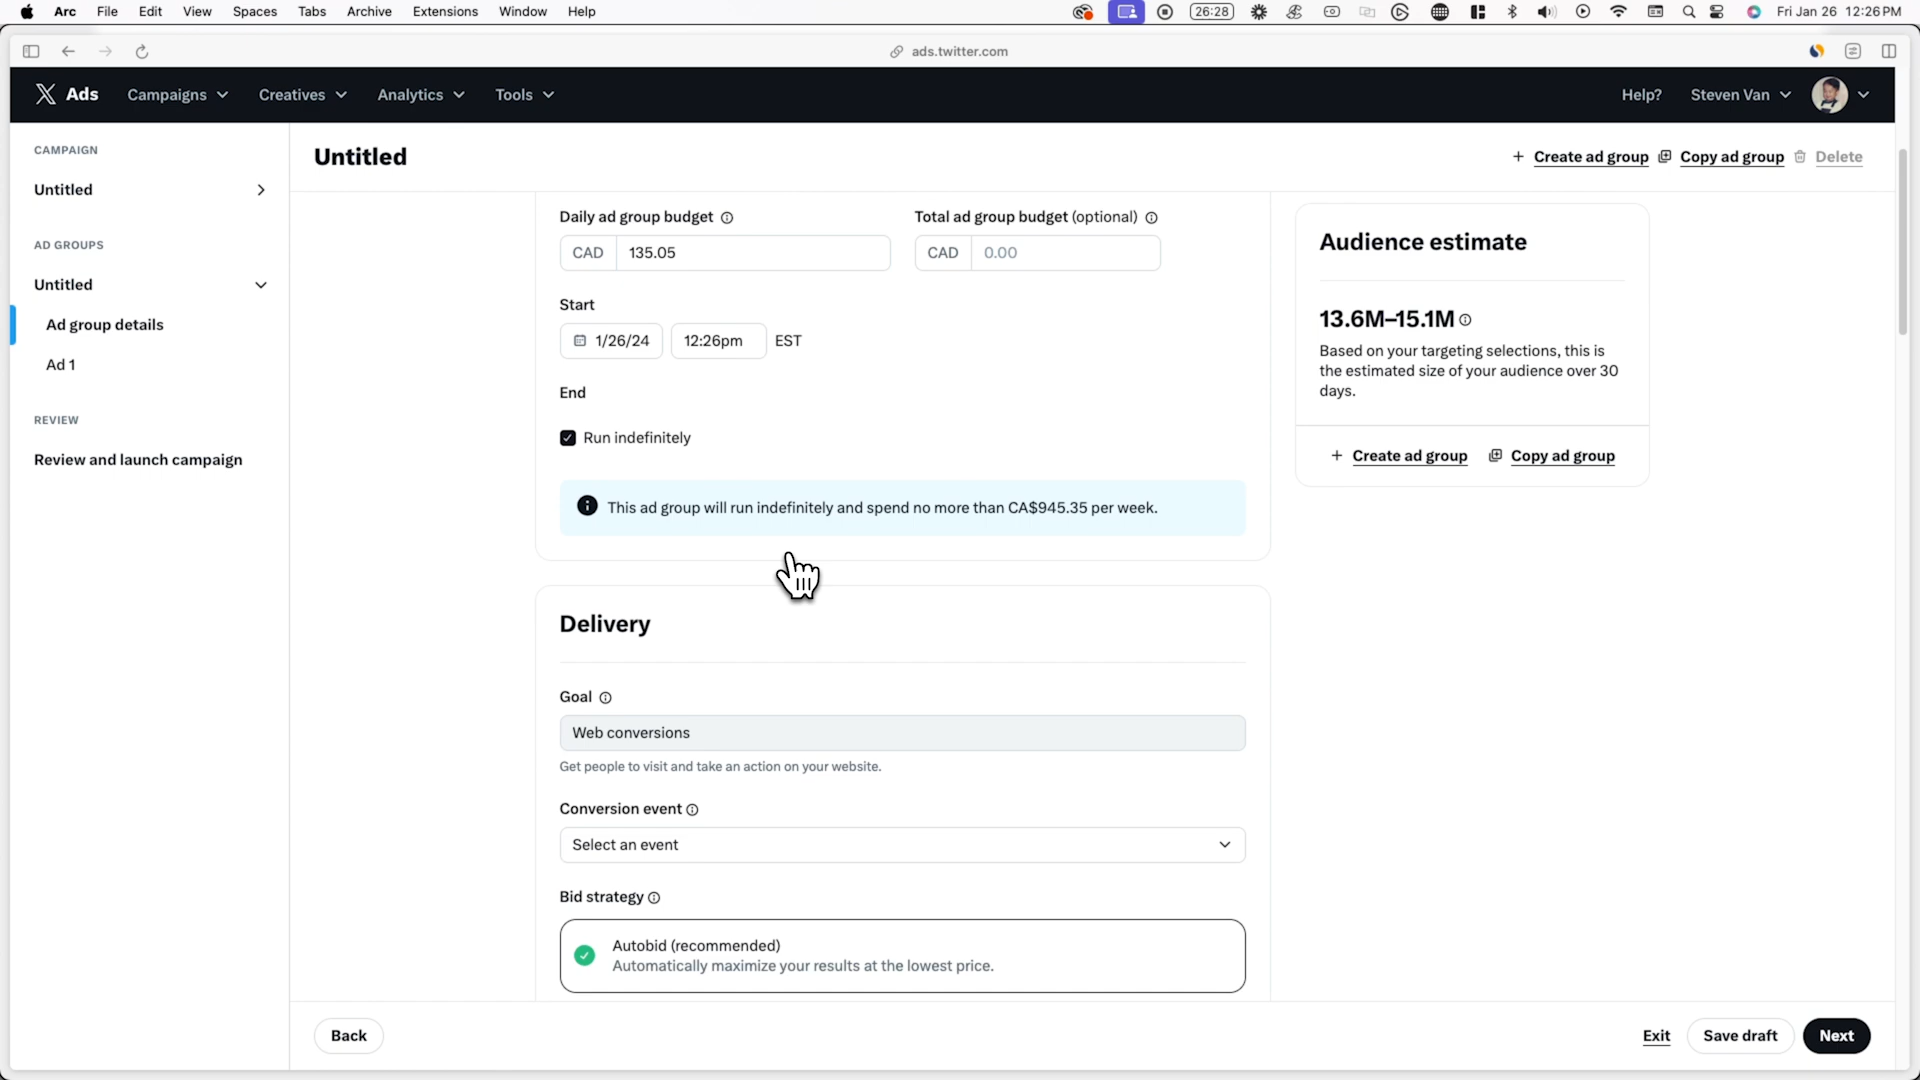 Arc File Edit View Spaces Tabs Archive Extensions Window Help 26:28 Fri Jan 26 12:26 PM
ads.twitter.com
X Ads Campaigns Creatives Analytics Tools Help? Steven Van
CAMPAIGN
Untitled
AD GROUPS
Untitled
Ad group details
Ad 1
REVIEW
Review and launch campaign
Untitled
+ Create ad group Copy ad group Delete
Daily ad group budget Total ad group budget (optional)
CAD 135.05 CAD 0.00
Start
1/26/24 12:26pm EST
End
Run indefinitely
This ad group will run indefinitely and spend no more than CA$945.35 per week.
Delivery
Goal
Web conversions
Get people to visit and take an action on your website.
Conversion event
Select an event
Bid strategy
Autobid (recommended)
Automatically maximize your results at the lowest price.
Audience estimate
13.6M–15.1M
Based on your targeting selections, this is
the estimated size of your audience over 30
days.
+ Create ad group Copy ad group
Back Exit Save draft Next